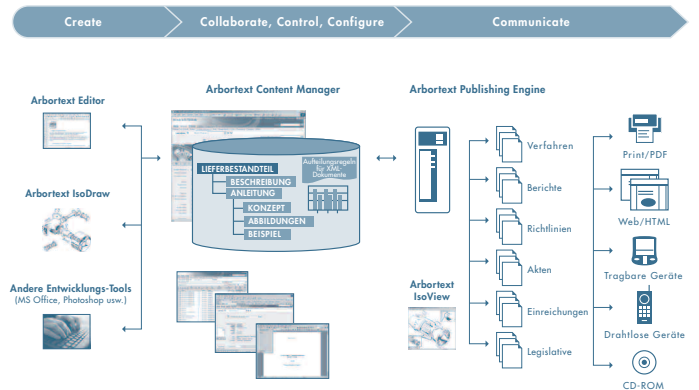 Create
Collaborate, Control, Configure
Communicate
Arbortext Editor
Arbortext IsoDraw
Andere Entwicklungs-Tools
(MS Office, Photoshop usw.)
Arbortext Content Manager
LIEFERBESTANDTEIL
BESCHREIBUNG
ANLEITUNG
KONZEPT
ABBILDUNGEN
BEISPIEL
Aufteilungsregeln
für XML-
Dokumente
Arbortext Publishing Engine
Arbortext
IsoView
Verfahren
Berichte
Richtlinien
Akten
Einreichungen
Legislative
Print/PDF
Web/HTML
Tragbare Geräte
Drahtlose Geräte
CD-ROM